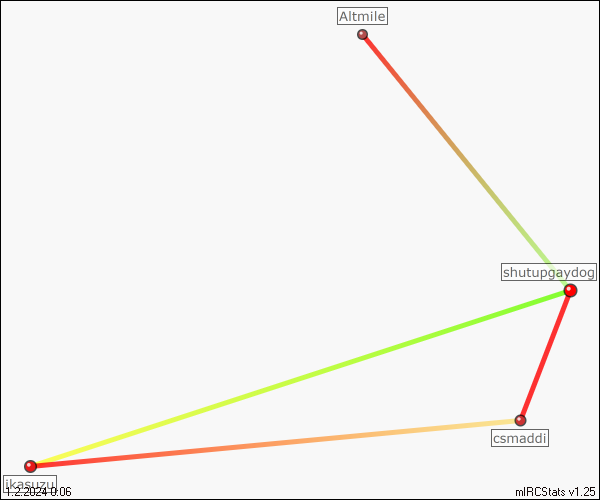 Altmile
shutupgaydog
csmaddi
ikasuzu
1.2.2024 0:06
mIRCStats v1.25